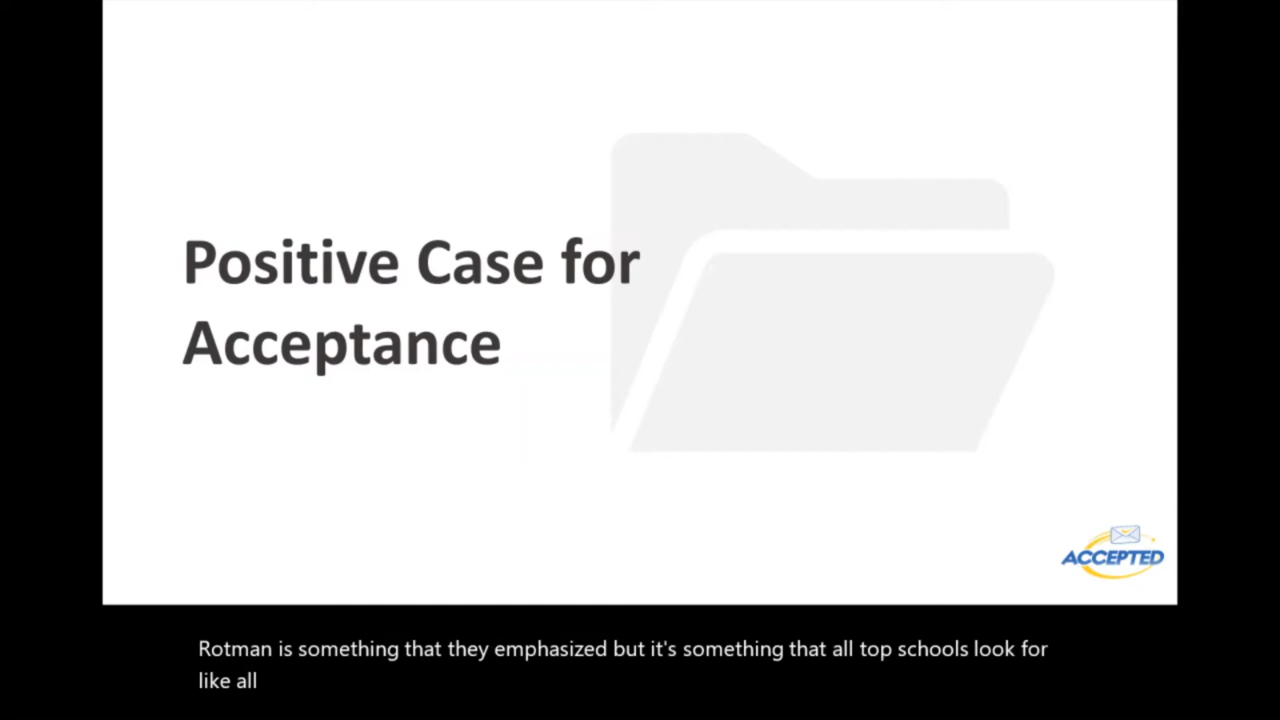 Positive Case for
Acceptance
ACCEPTED
Rotman is something that they emphasized but it's something that all top schools look for
like all